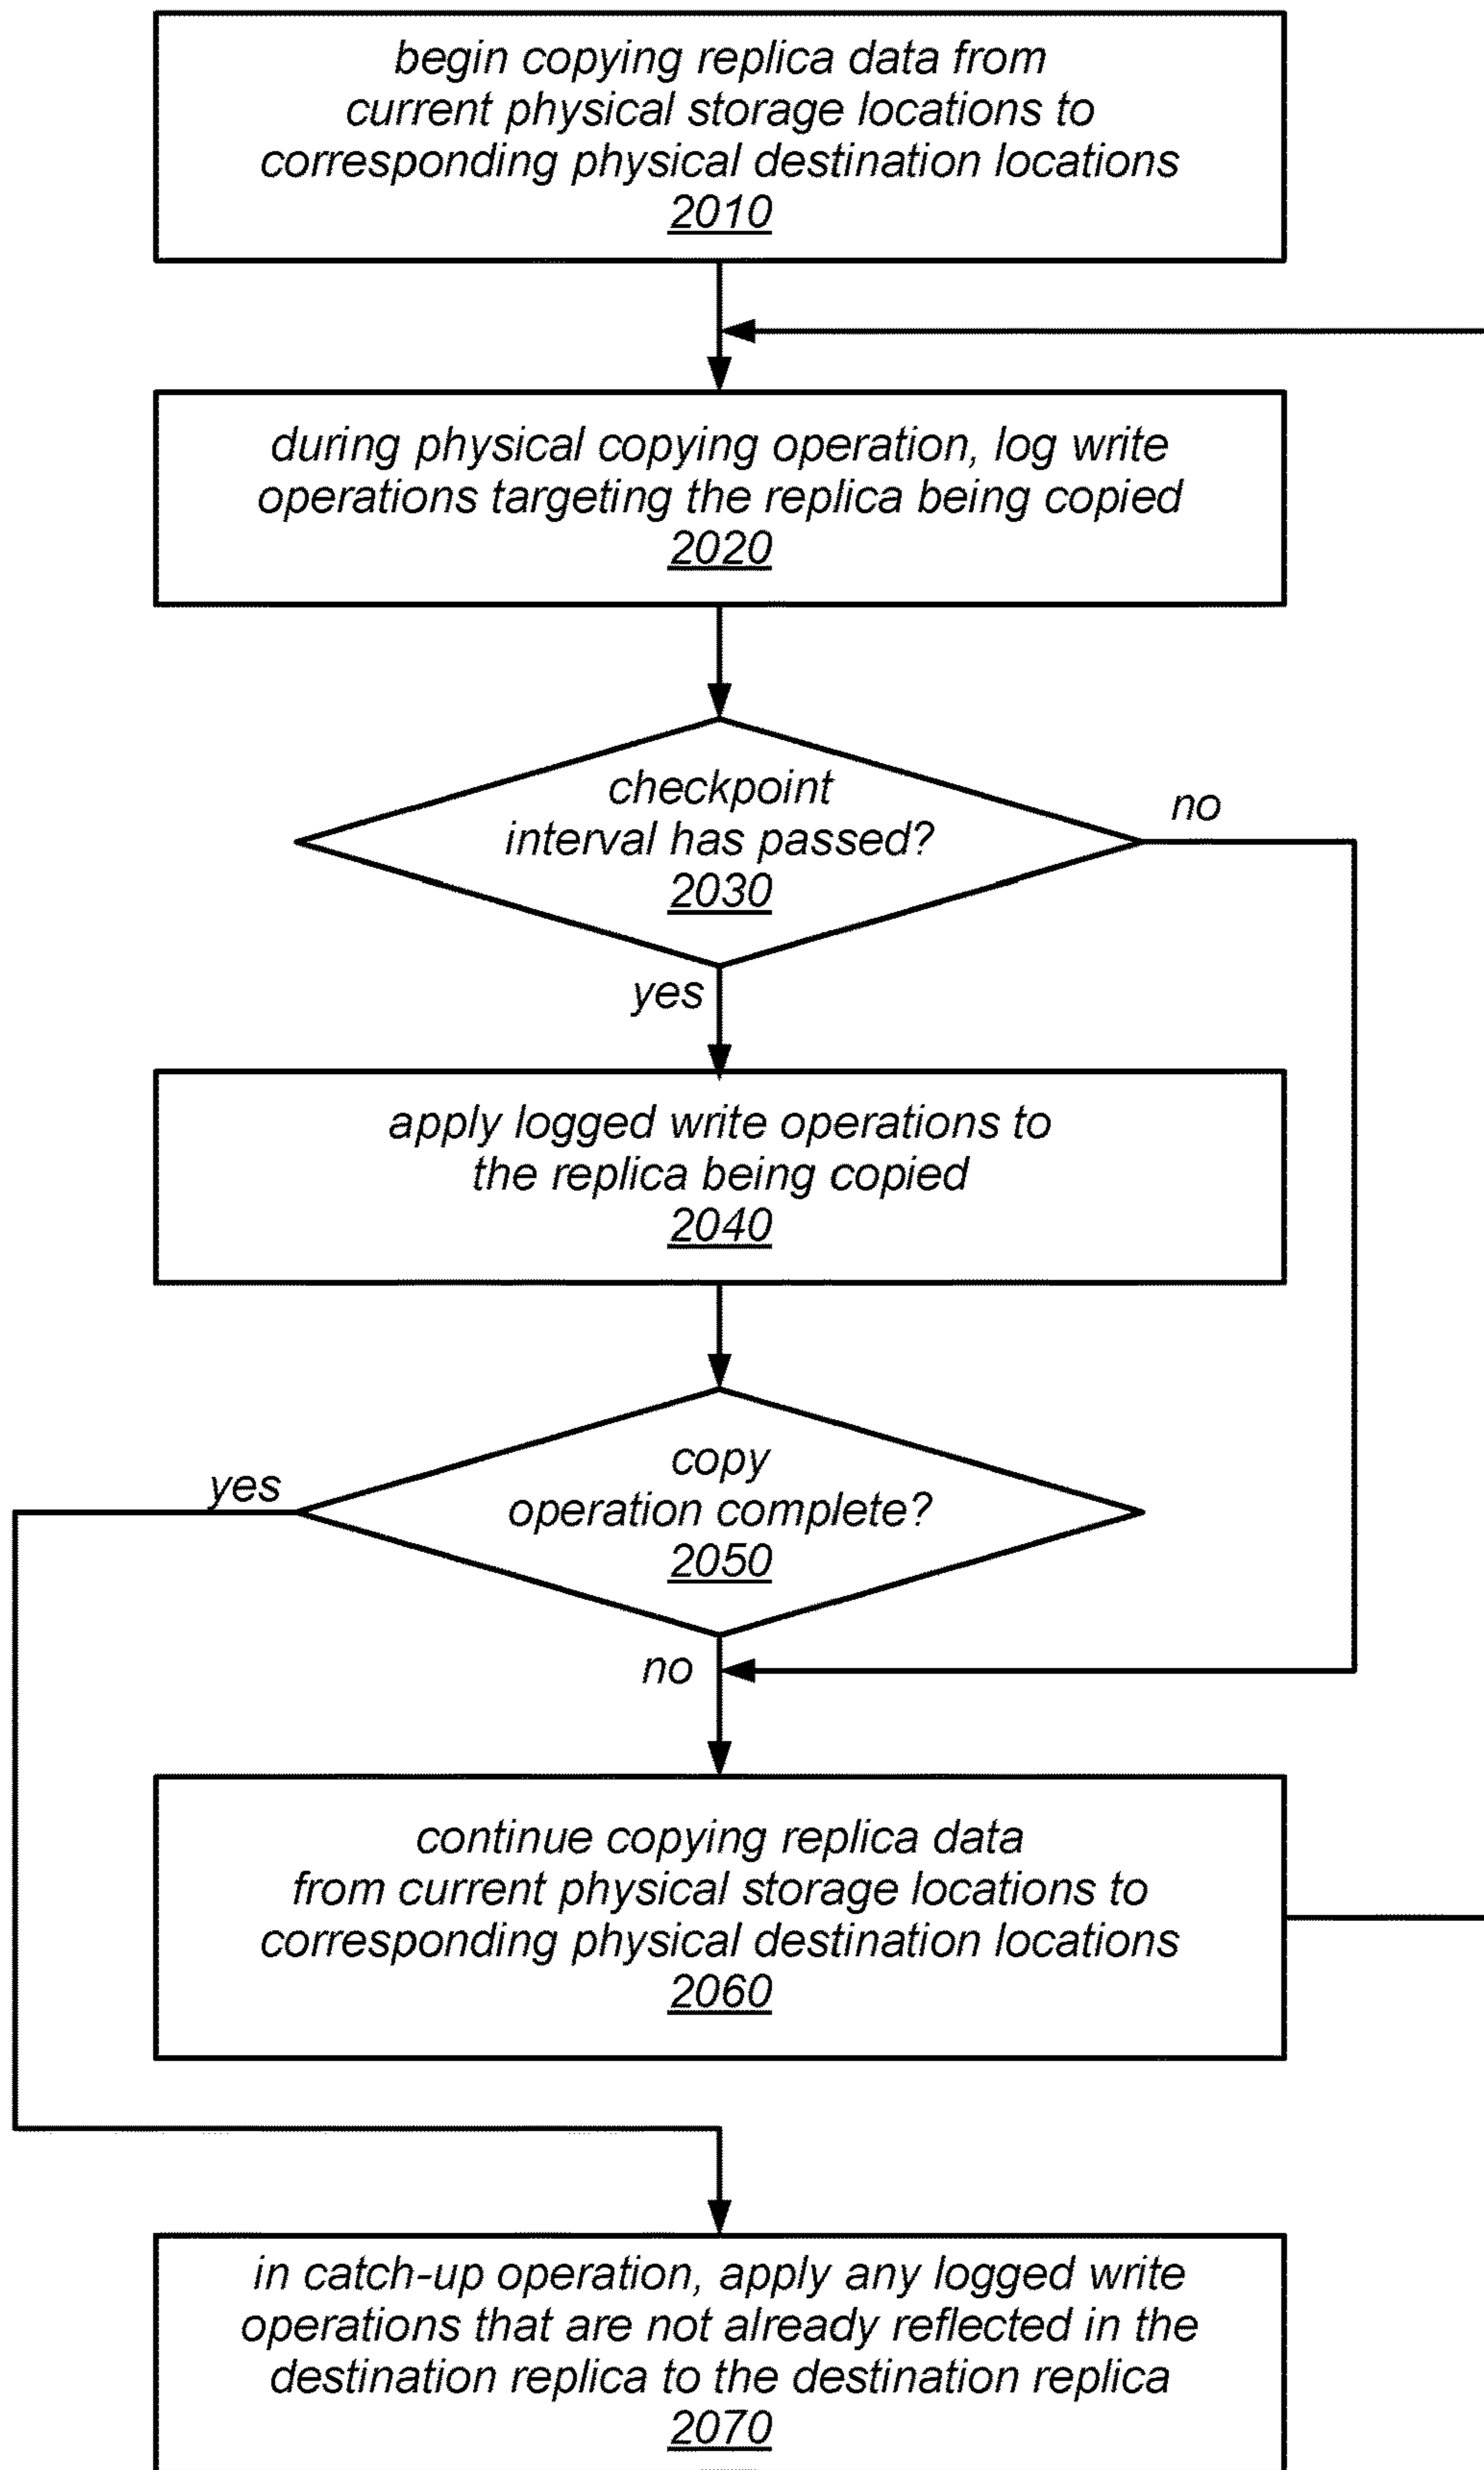 begin copying replica data from
current physical storage locations to
corresponding physical destination locations
2010
during physical copying operation, log write
operations targeting the replica being copied
2020
checkpoint
interval has passed?
2030
no
yes
apply logged write operations to
the replica being copied
2040
copy
operation complete?
2050
yes
no
continue copying replica data
from current physical storage locations to
corresponding physical destination locations
2060
in catch-up operation, apply any logged write
operations that are not already reflected in the
destination replica to the destination replica
2070